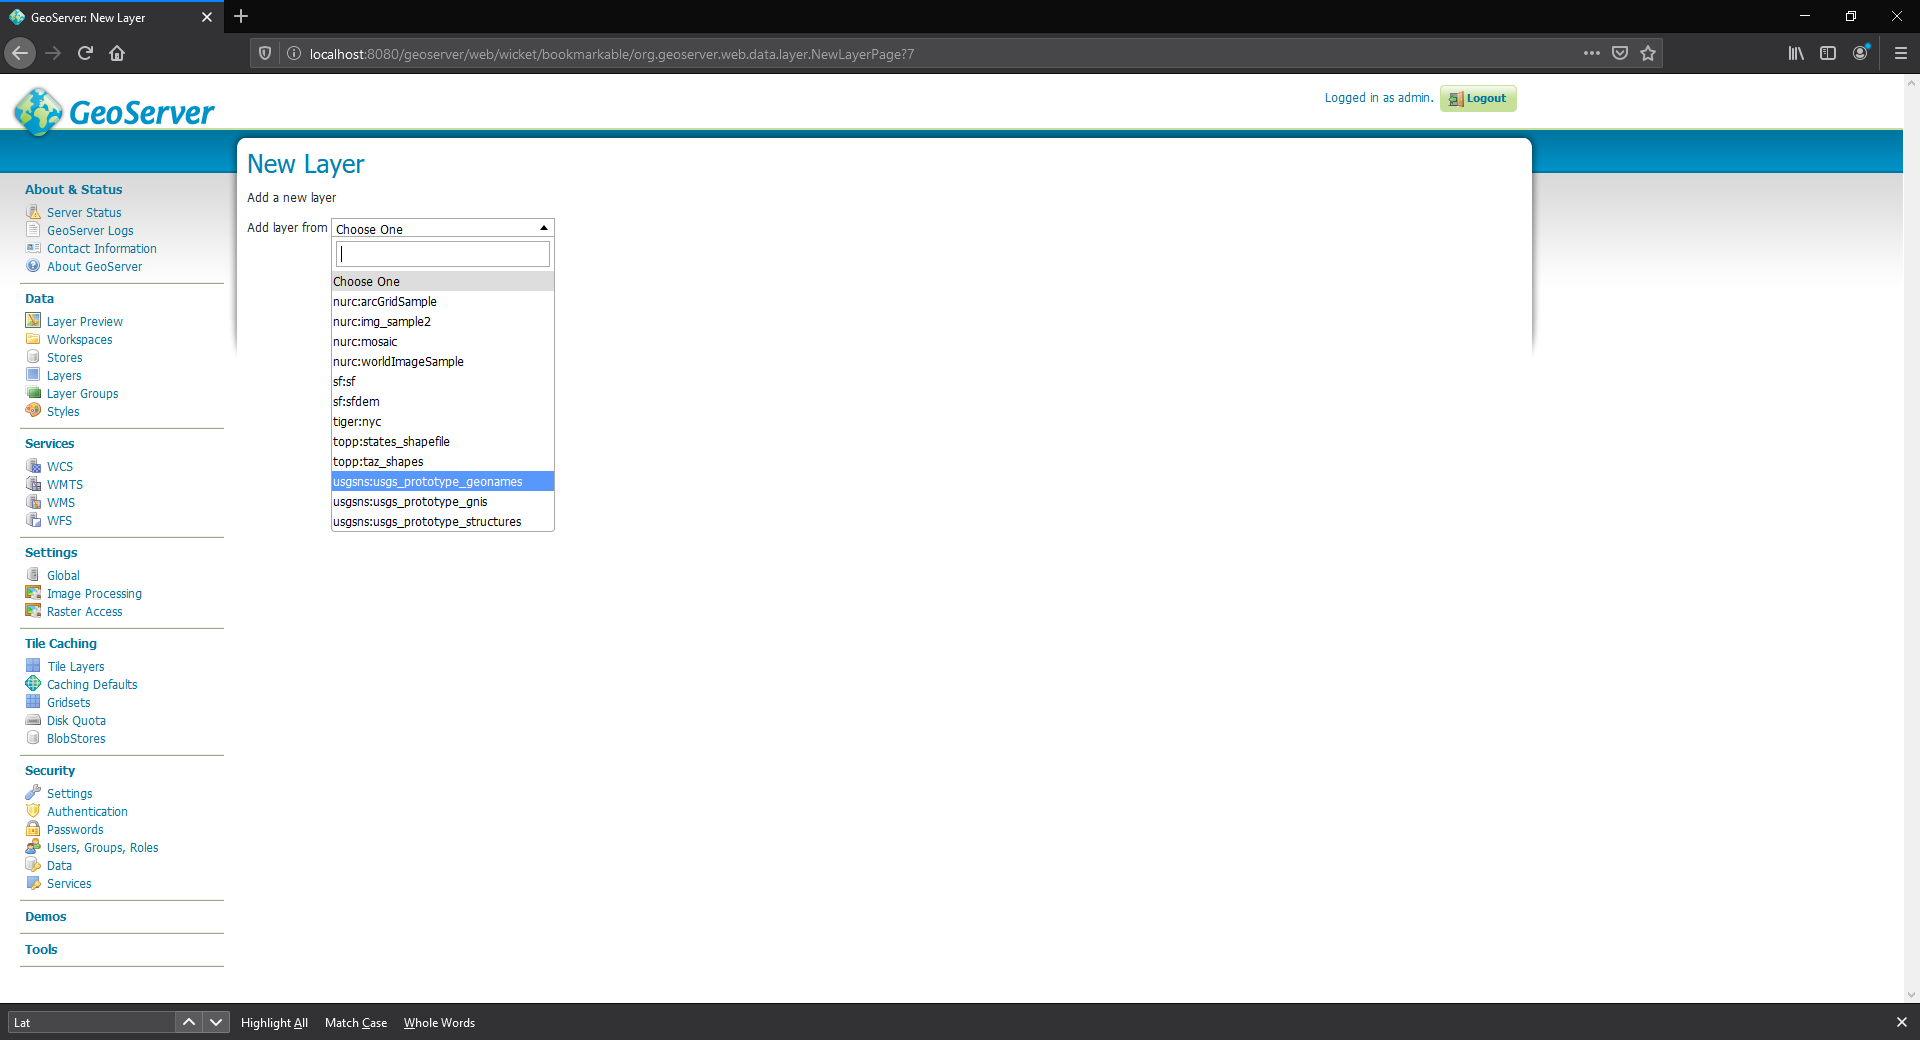 GeoServer: New Layer
localhost:8080/geoserver/web/wicket/bookmarkable/org.geoserver.web.data.layer.NewLayerPage?7
GeoServer
Logged in as admin.
Logout
About & Status
Server Status
GeoServer Logs
Contact Information
About GeoServer
Data
Layer Preview
Workspaces
Stores
Layers
Layer Groups
Styles
Services
WCS
WMTS
WMS
WFS
Settings
Global
Image Processing
Raster Access
Tile Caching
Tile Layers
Caching Defaults
Gridsets
Disk Quota
BlobStores
Security
Settings
Authentication
Passwords
Users, Groups, Roles
Data
Services
Demos
Tools
New Layer
Add a new layer
Add layer from Choose One
Choose One
nurc:arcGridSample
nurc:img_sample2
nurc:mosaic
nurc:worldImageSample
sf:sf
sf:sfdem
tiger:nyc
topp:states_shapefile
topp:taz_shapes
usgsns:usgs_prototype_geonames
usgsns:usgs_prototype_gnis
usgsns:usgs_prototype_structures
Lat
Highlight All Match Case Whole Words